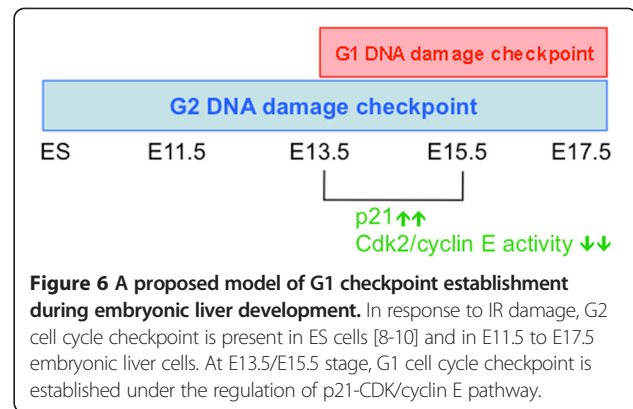 G1 DNA damage checkpoint
G2 DNA damage checkpoint
ES E11.5 E13.5 E15.5 E17.5
p21↑↑
Cdk2/cyclin E activity ↓↓
Figure 6 A proposed model of G1 checkpoint establishment
during embryonic liver development. In response to IR damage, G2
cell cycle checkpoint is present in ES cells [8-10] and in E11.5 to E17.5
embryonic liver cells. At E13.5/E15.5 stage, G1 cell cycle checkpoint is
established under the regulation of p21-CDK/cyclin E pathway.